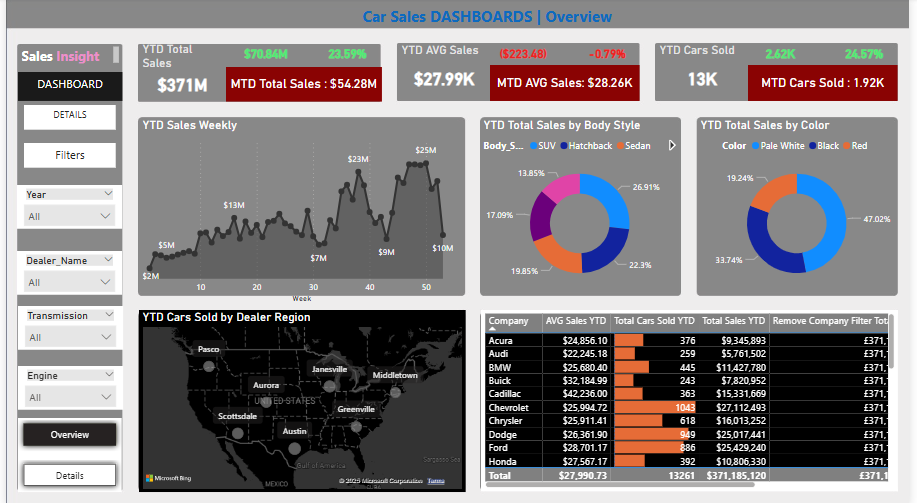 Car Sales DASHBOARDS | Overview
Sales Insight
DASHBOARD
DETAILS
Filters
Year
All
Dealer_Name
All
Transmission
All
Engine
All
Overview
Details
YTD Total Sales
$70.84M 23.59%
$371M
MTD Total Sales : $54.28M
YTD AVG Sales
($223.48) -0.79%
$27.99K
MTD AVG Sales: $28.26K
YTD Cars Sold
2.62K 24.57%
13K
MTD Cars Sold : 1.92K
YTD Sales Weekly
$2M
$5M
$13M
$7M
$23M
$9M
$25M
$10M
10 20 30 40 50
Week
YTD Total Sales by Body Style
Body_S... SUV Hatchback Sedan
13.85%
26.91%
17.09%
19.85%
22.3%
YTD Total Sales by Color
Color Pale White Black Red
19.24%
47.02%
33.74%
YTD Cars Sold by Dealer Region
Pasco
Janesville
Middletown
Aurora
UNITED STATES
Scottsdale
Greenville
Austin
Gulf of America
Sargasso Sea
MEXICO
Microsoft Bing
© 2025 Microsoft Corporation Terms
Company AVG Sales YTD Total Cars Sold YTD Total Sales YTD Remove Company Filter Tot
Acura $24,856.10 376 $9,345,893 £371,
Audi $22,245.18 259 $5,761,502 £371,
BMW $25,680.40 445 $11,427,780 £371,
Buick $32,184.99 243 $7,820,952 £371,
Cadillac $42,236.00 363 $15,331,669 £371,
Chevrolet $25,994.72 1043 $27,112,493 £371,
Chrysler $25,911.41 618 $16,013,252 £371,
Dodge $26,361.90 949 $25,017,441 £371,
Ford $28,701.17 886 $25,429,240 £371,
Honda $27,567.17 392 $10,806,330 £371,
Total $27,990.73 13261 $371,185,120 £371,1